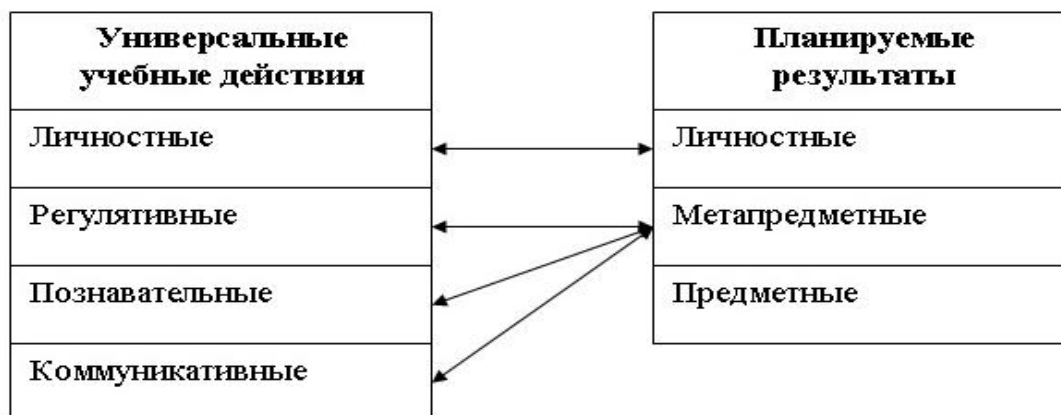 Универсальные
учебные действия
Личностные
Регулятивные
Познавательные
Коммуникативные
Планируемые
результаты
Личностные
Метапредметные
Предметные